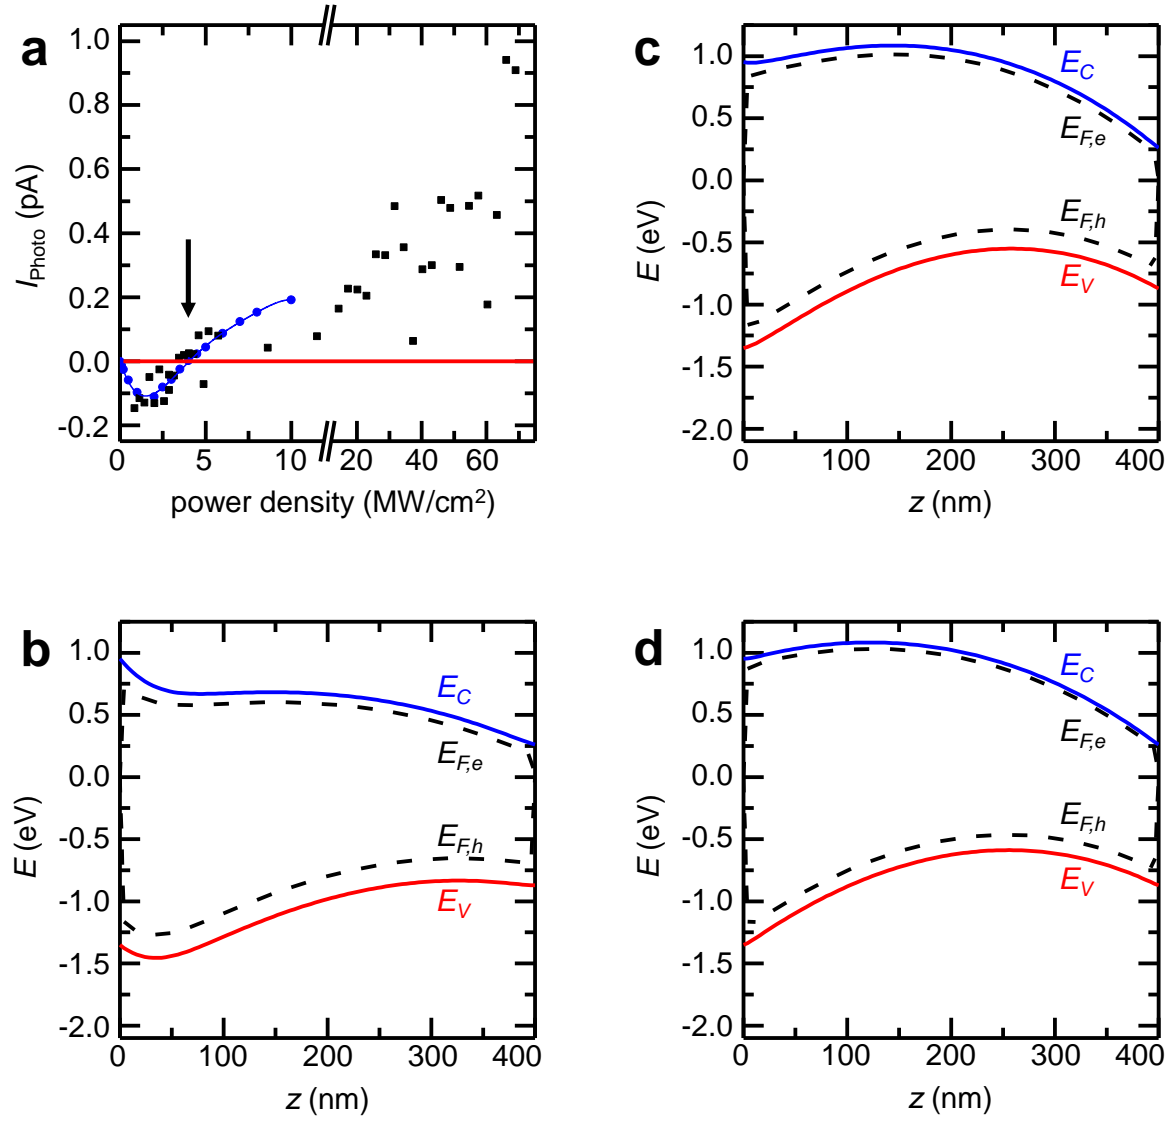 a
1.0
0.8
0.6
0.4
0.2
0.0
-0.2
I_Photo (pA)
0 5 10 20 40 60
power density (MW/cm²)
c
1.0
0.5
0.0
-0.5
-1.0
-1.5
-2.0
E (eV)
E_C
E_F,e
E_F,h
E_V
0 100 200 300 400
z (nm)
b
1.0
0.5
0.0
-0.5
-1.0
-1.5
-2.0
E (eV)
E_C
E_F,e
E_F,h
E_V
0 100 200 300 400
z (nm)
d
1.0
0.5
0.0
-0.5
-1.0
-1.5
-2.0
E (eV)
E_C
E_F,e
E_F,h
E_V
0 100 200 300 400
z (nm)